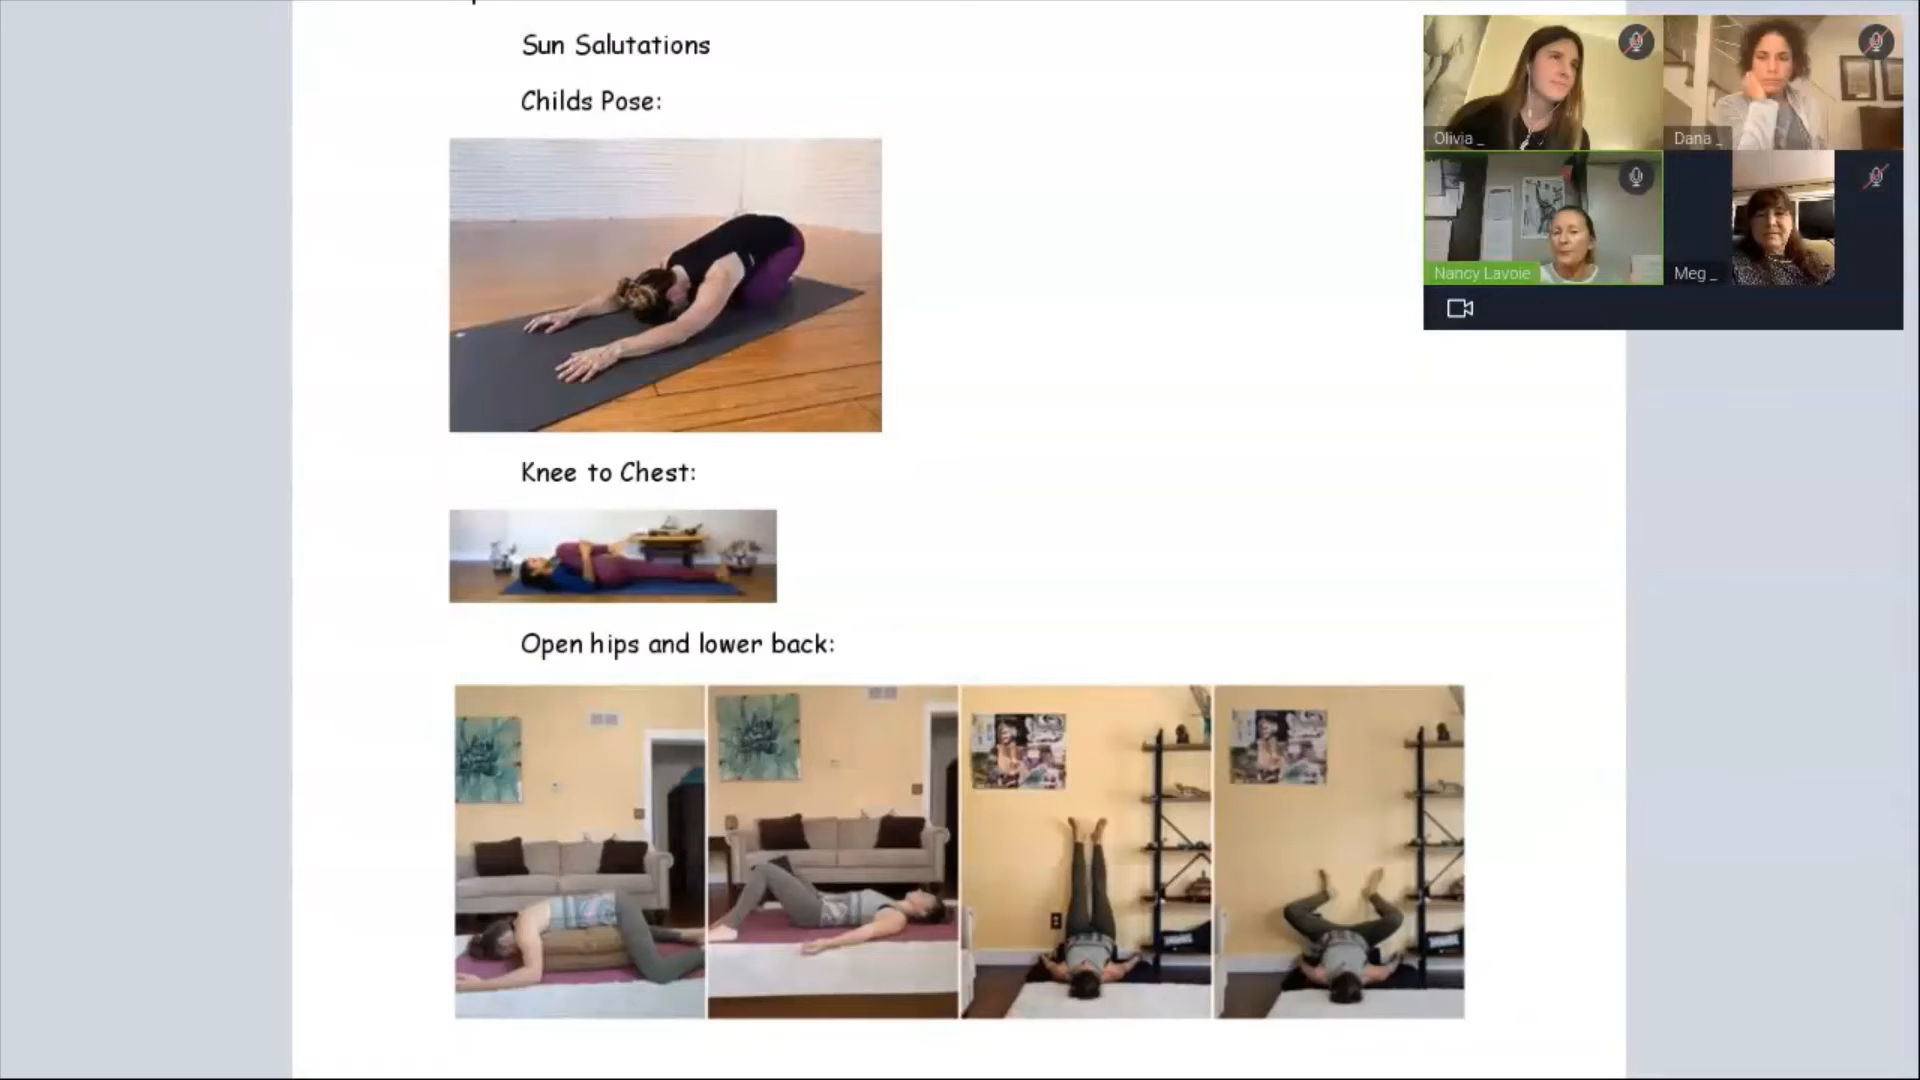 Sun Salutations
Childs Pose:
Knee to Chest:
Open hips and lower back:
Olivia _
Dana _
Nancy Lavoie
Meg _